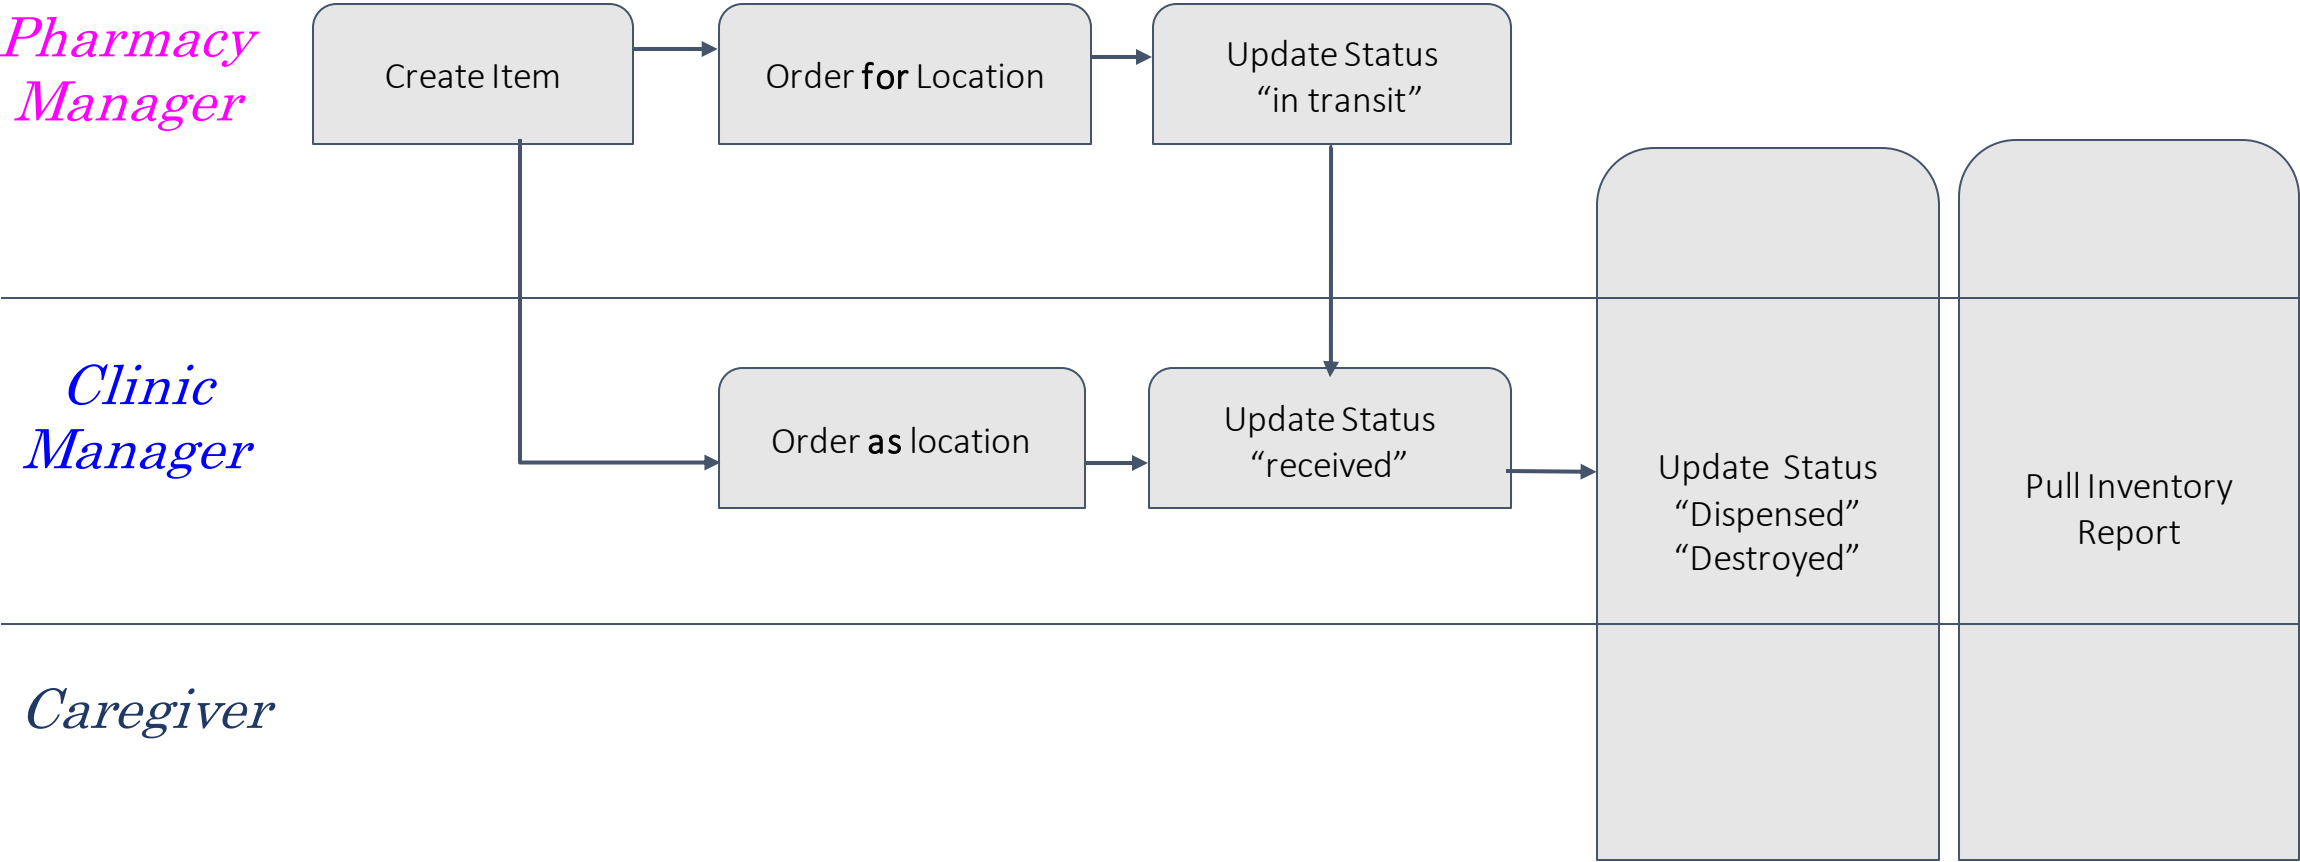 Pharmacy
Manager
Create Item
Order for Location
Update Status
“in transit”
Clinic
Manager
Order as location
Update Status
“received”
Update Status
“Dispensed”
“Destroyed”
Pull Inventory
Report
Caregiver